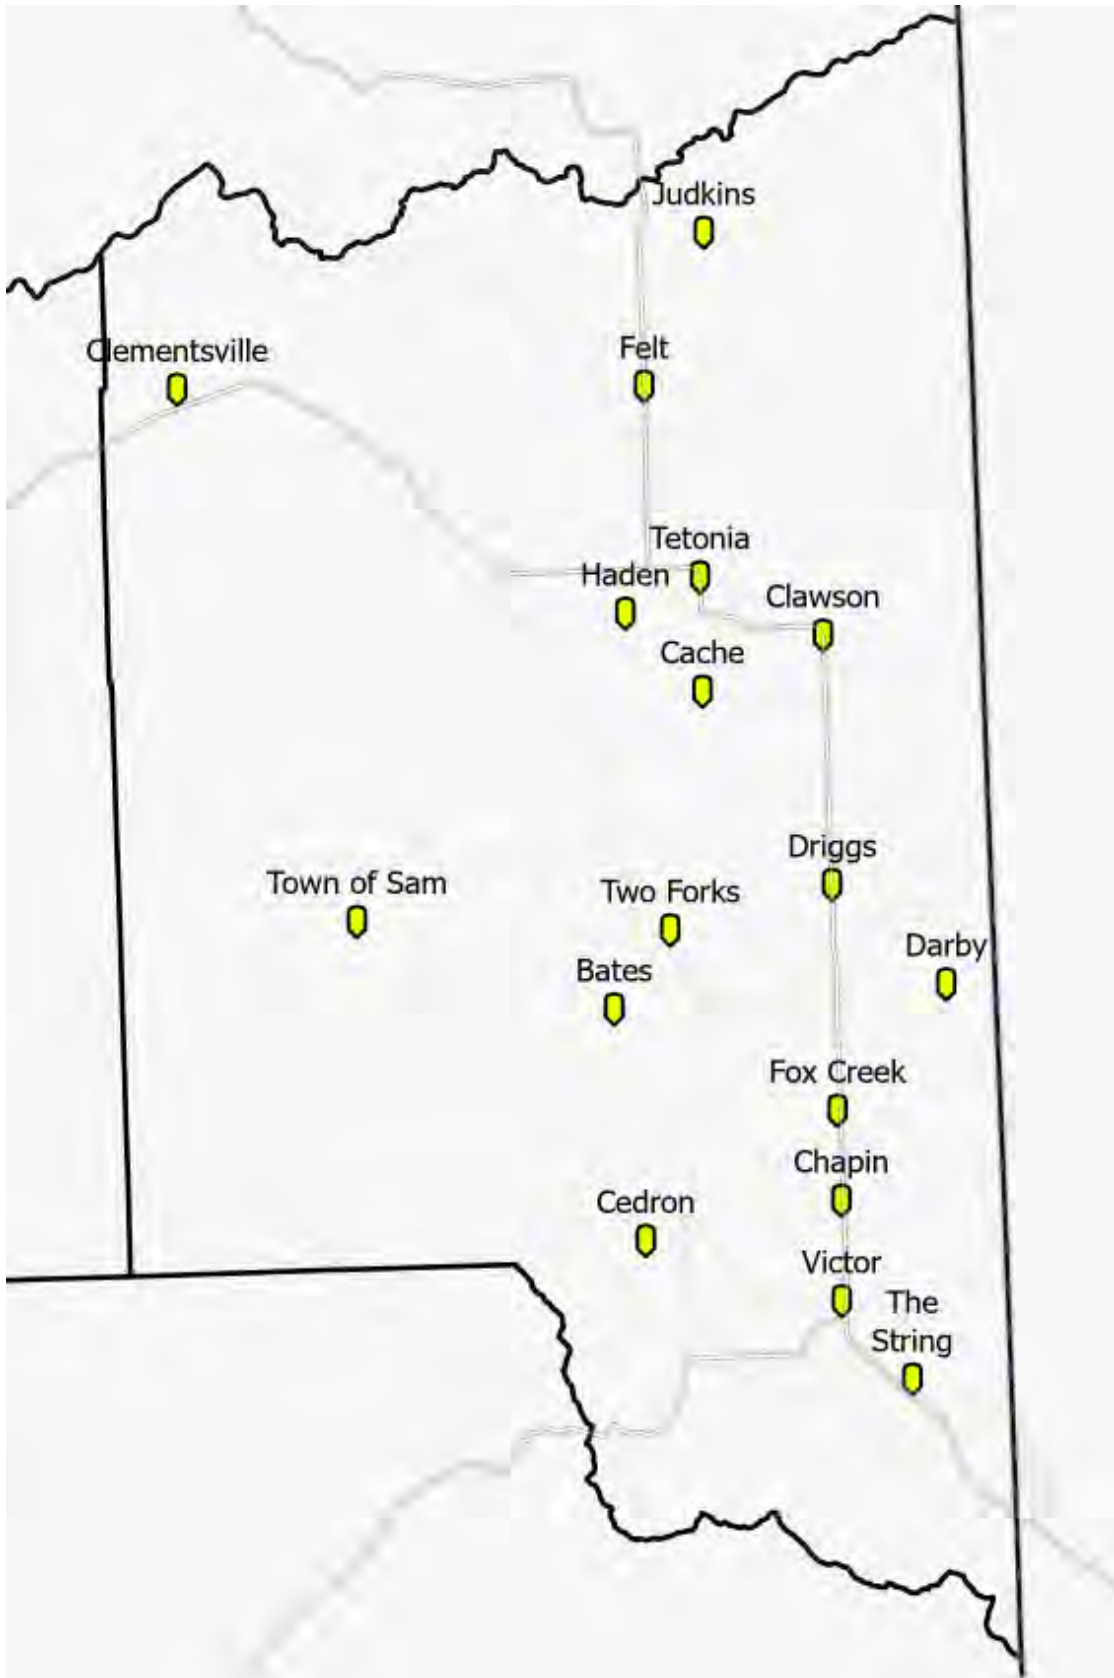 Judkins
Clementsville
Felt
Tetonia
Haden
Clawson
Cache
Driggs
Town of Sam
Two Forks
Darby
Bates
Fox Creek
Chapin
Cedron
Victor
The
String